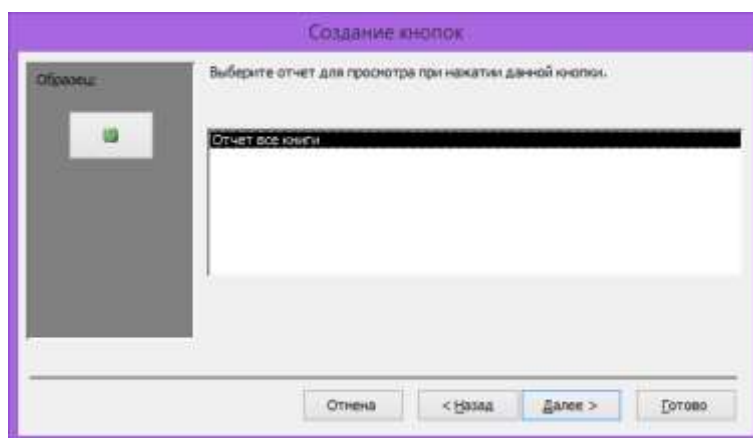 Создание кнопок
Образец:
Выберите отчет для просмотра при нажатии данной кнопки.
Отчет все книги
Отмена
< Назад
Далее >
Готово